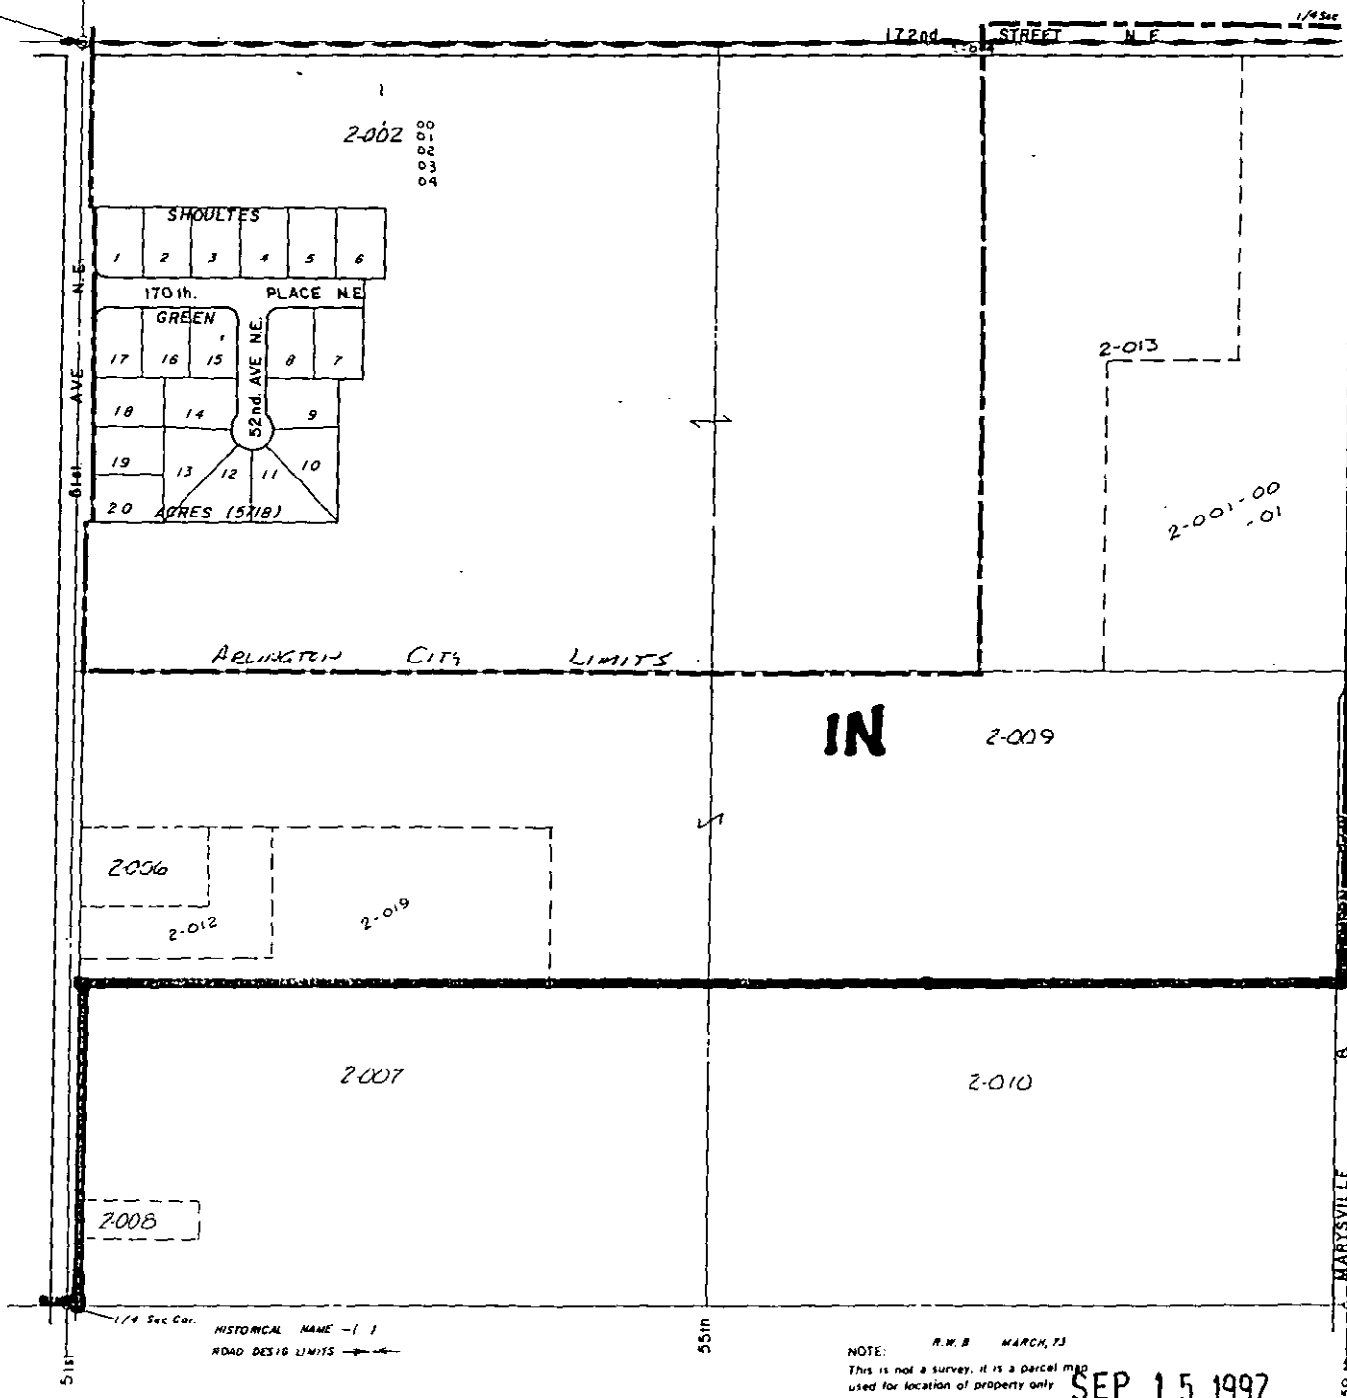 1/4 Sec
172nd STREET N E
2-002
00
01
02
03
04
SHOULTES
1 2 3 4 5 6
170th. PLACE N.E
GREEN
17 16 15 8 7
52nd. AVE N.E.
18 14 9
19 13 12 11 10
20 ACRES (5718)
51st AVE N.E.
2-013
2-001-00
-01
ARLINGTON CITY LIMITS
IN
2-009
2-006
2-012
2-019
2-007
2-010
2-008
MARYSVILLE
1/4 Sec Cor.
HISTORICAL NAME -( )
ROAD DESIG LIMITS
51st
55th
R.W.B MARCH, 73
NOTE:
This is not a survey, it is a parcel map
used for location of property only
SEP 15 1997